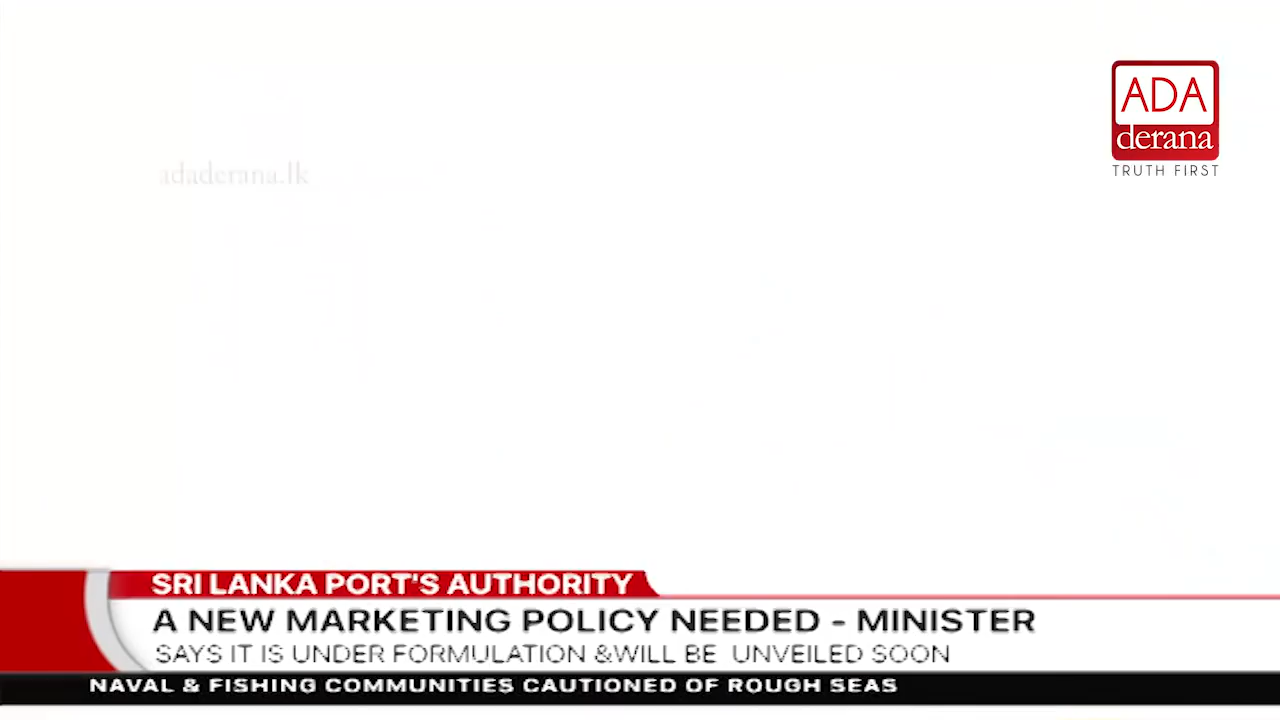 ADA
derana
TRUTH FIRST
adaderana.lk
SRI LANKA PORT'S AUTHORITY
A NEW MARKETING POLICY NEEDED - MINISTER
SAYS IT IS UNDER FORMULATION &WILL BE UNVEILED SOON
NAVAL & FISHING COMMUNITIES CAUTIONED OF ROUGH SEAS